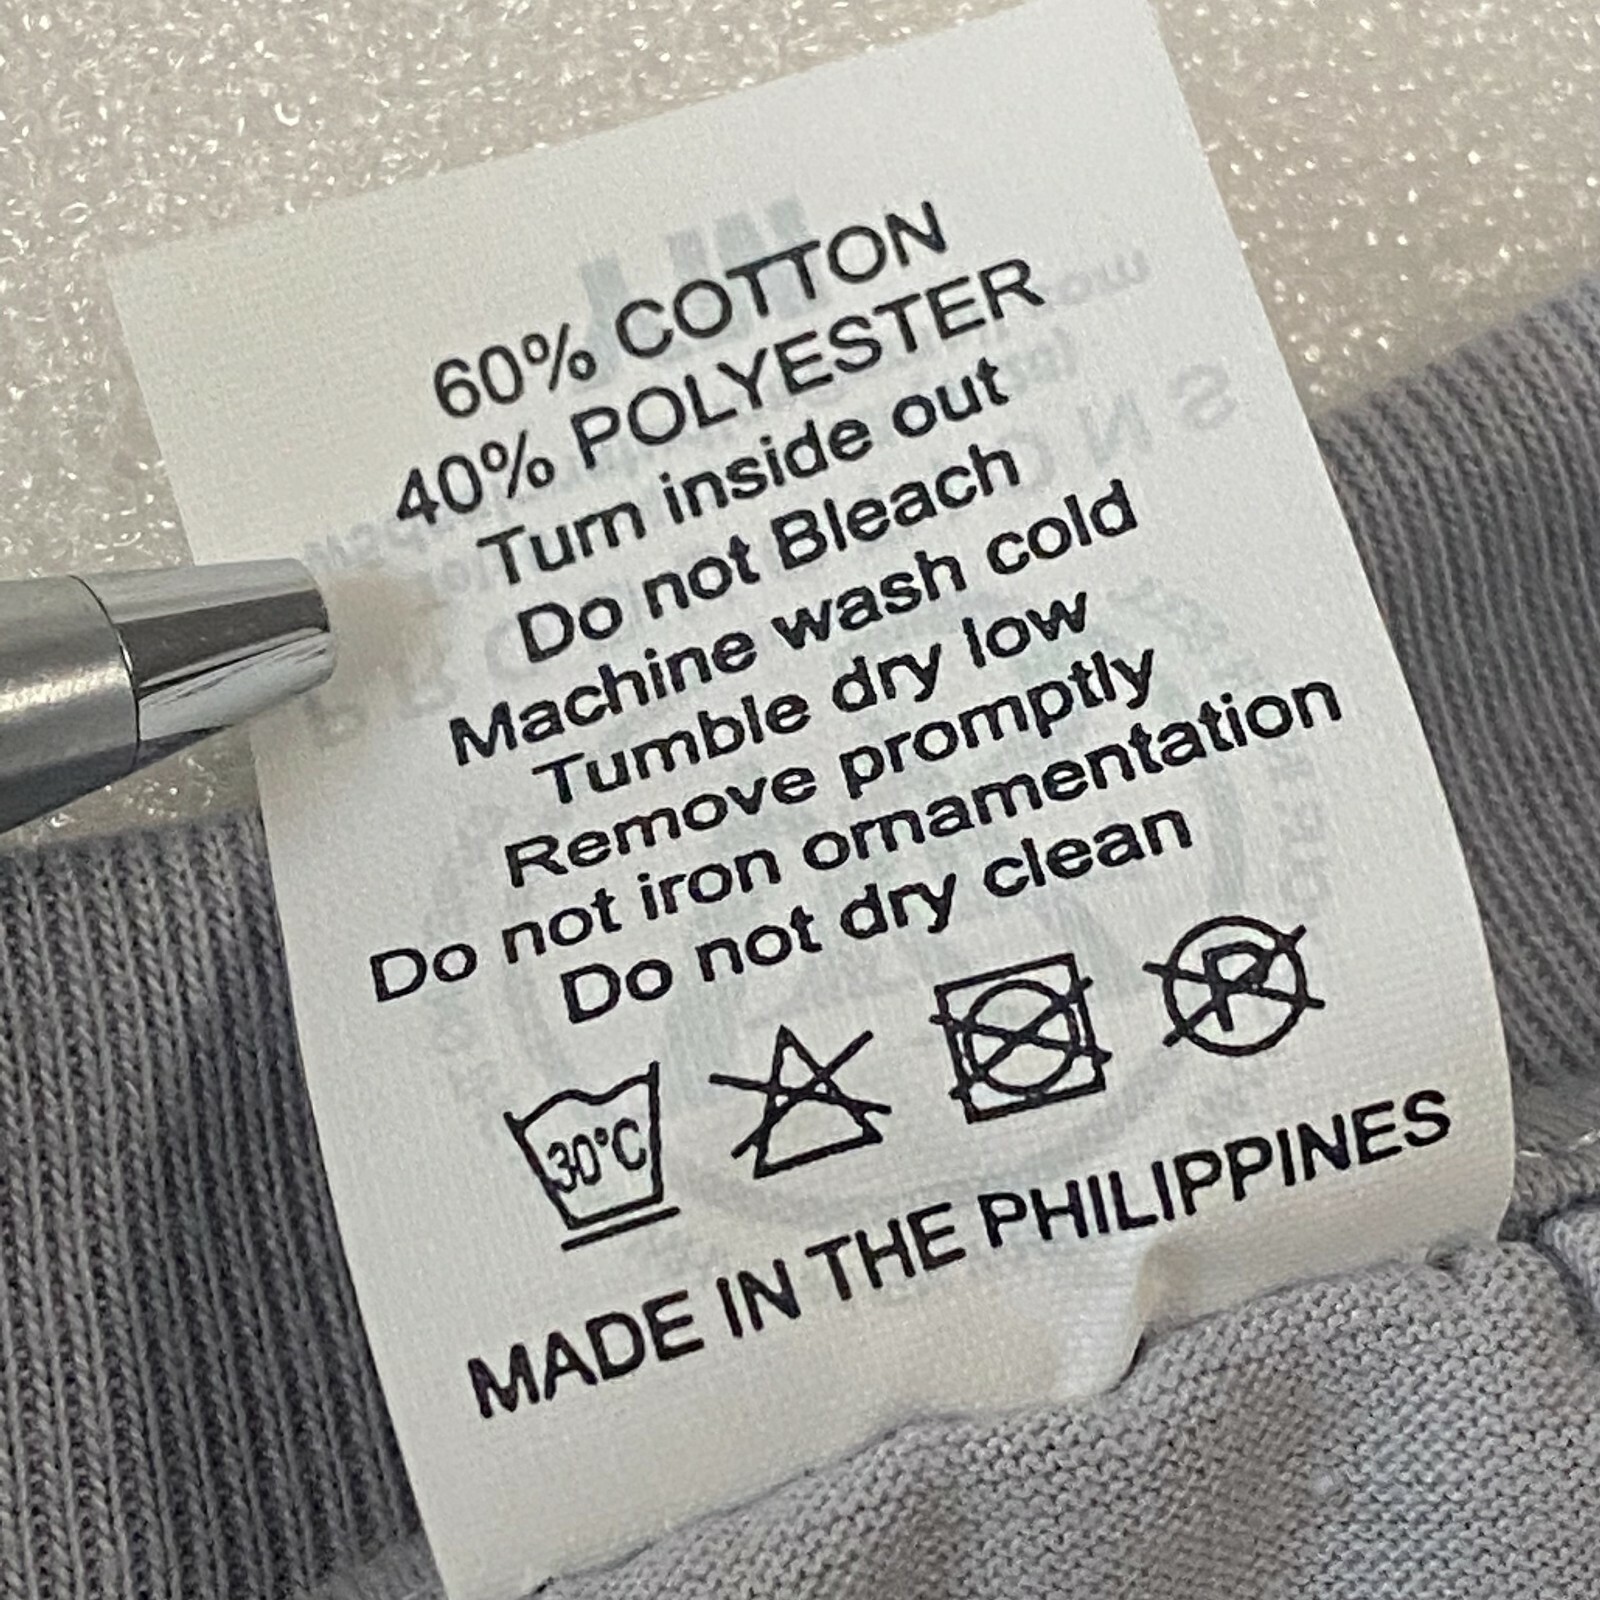 60% COTTON
40% POLYESTER
Turn inside out
Do not Bleach
Machine wash cold
Tumble dry low
Remove promptly
Do not iron ornamentation
Do not dry clean
30°C
P
MADE IN THE PHILIPPINES